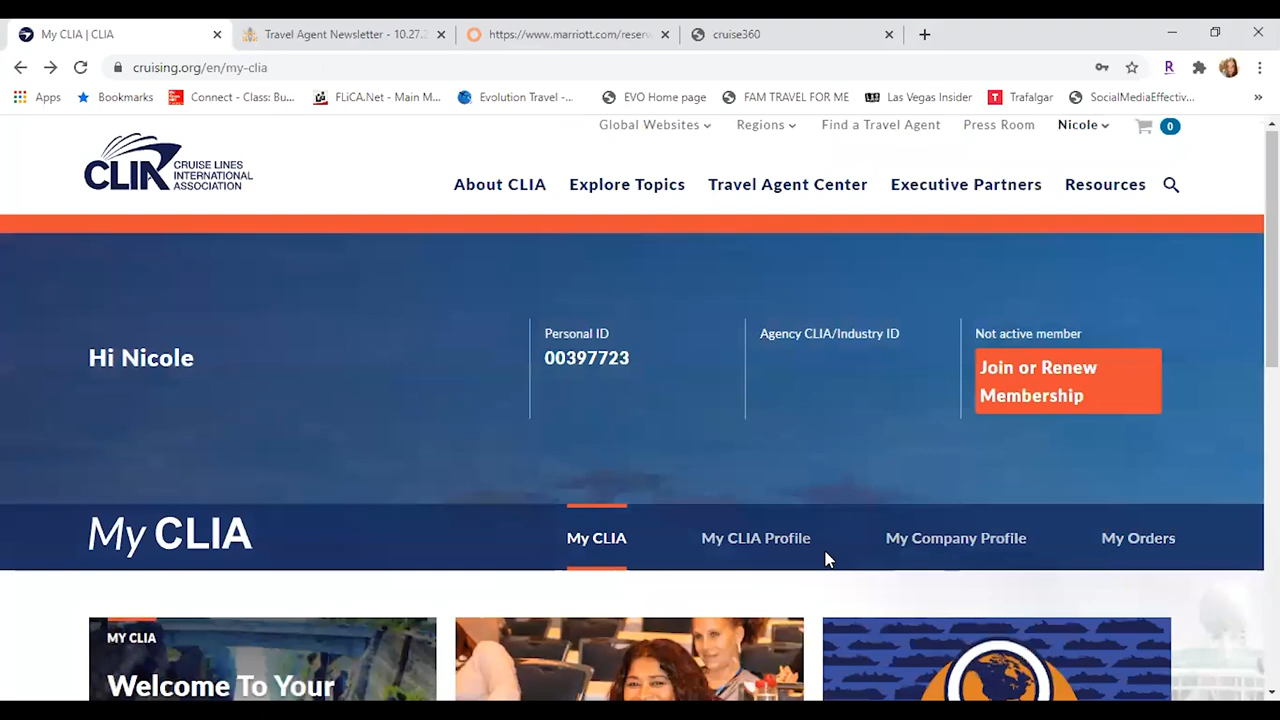 My CLIA | CLIA
Travel Agent Newsletter - 10.27.2
https://www.marriott.com/reserv
cruise360
cruising.org/en/my-clia
R
Apps
Bookmarks
Connect - Class: Bu...
FLiCA.Net - Main M...
Evolution Travel -...
EVO Home page
FAM TRAVEL FOR ME
Las Vegas Insider
T Trafalgar
SocialMediaEffectiv...
»
Global Websites
Regions
Find a Travel Agent
Press Room
Nicole
0
CLIA
CRUISE LINES
INTERNATIONAL
ASSOCIATION
About CLIA
Explore Topics
Travel Agent Center
Executive Partners
Resources
Hi Nicole
Personal ID
00397723
Agency CLIA/Industry ID
Not active member
Join or Renew
Membership
My CLIA
My CLIA
My CLIA Profile
My Company Profile
My Orders
MY CLIA
Welcome To Your